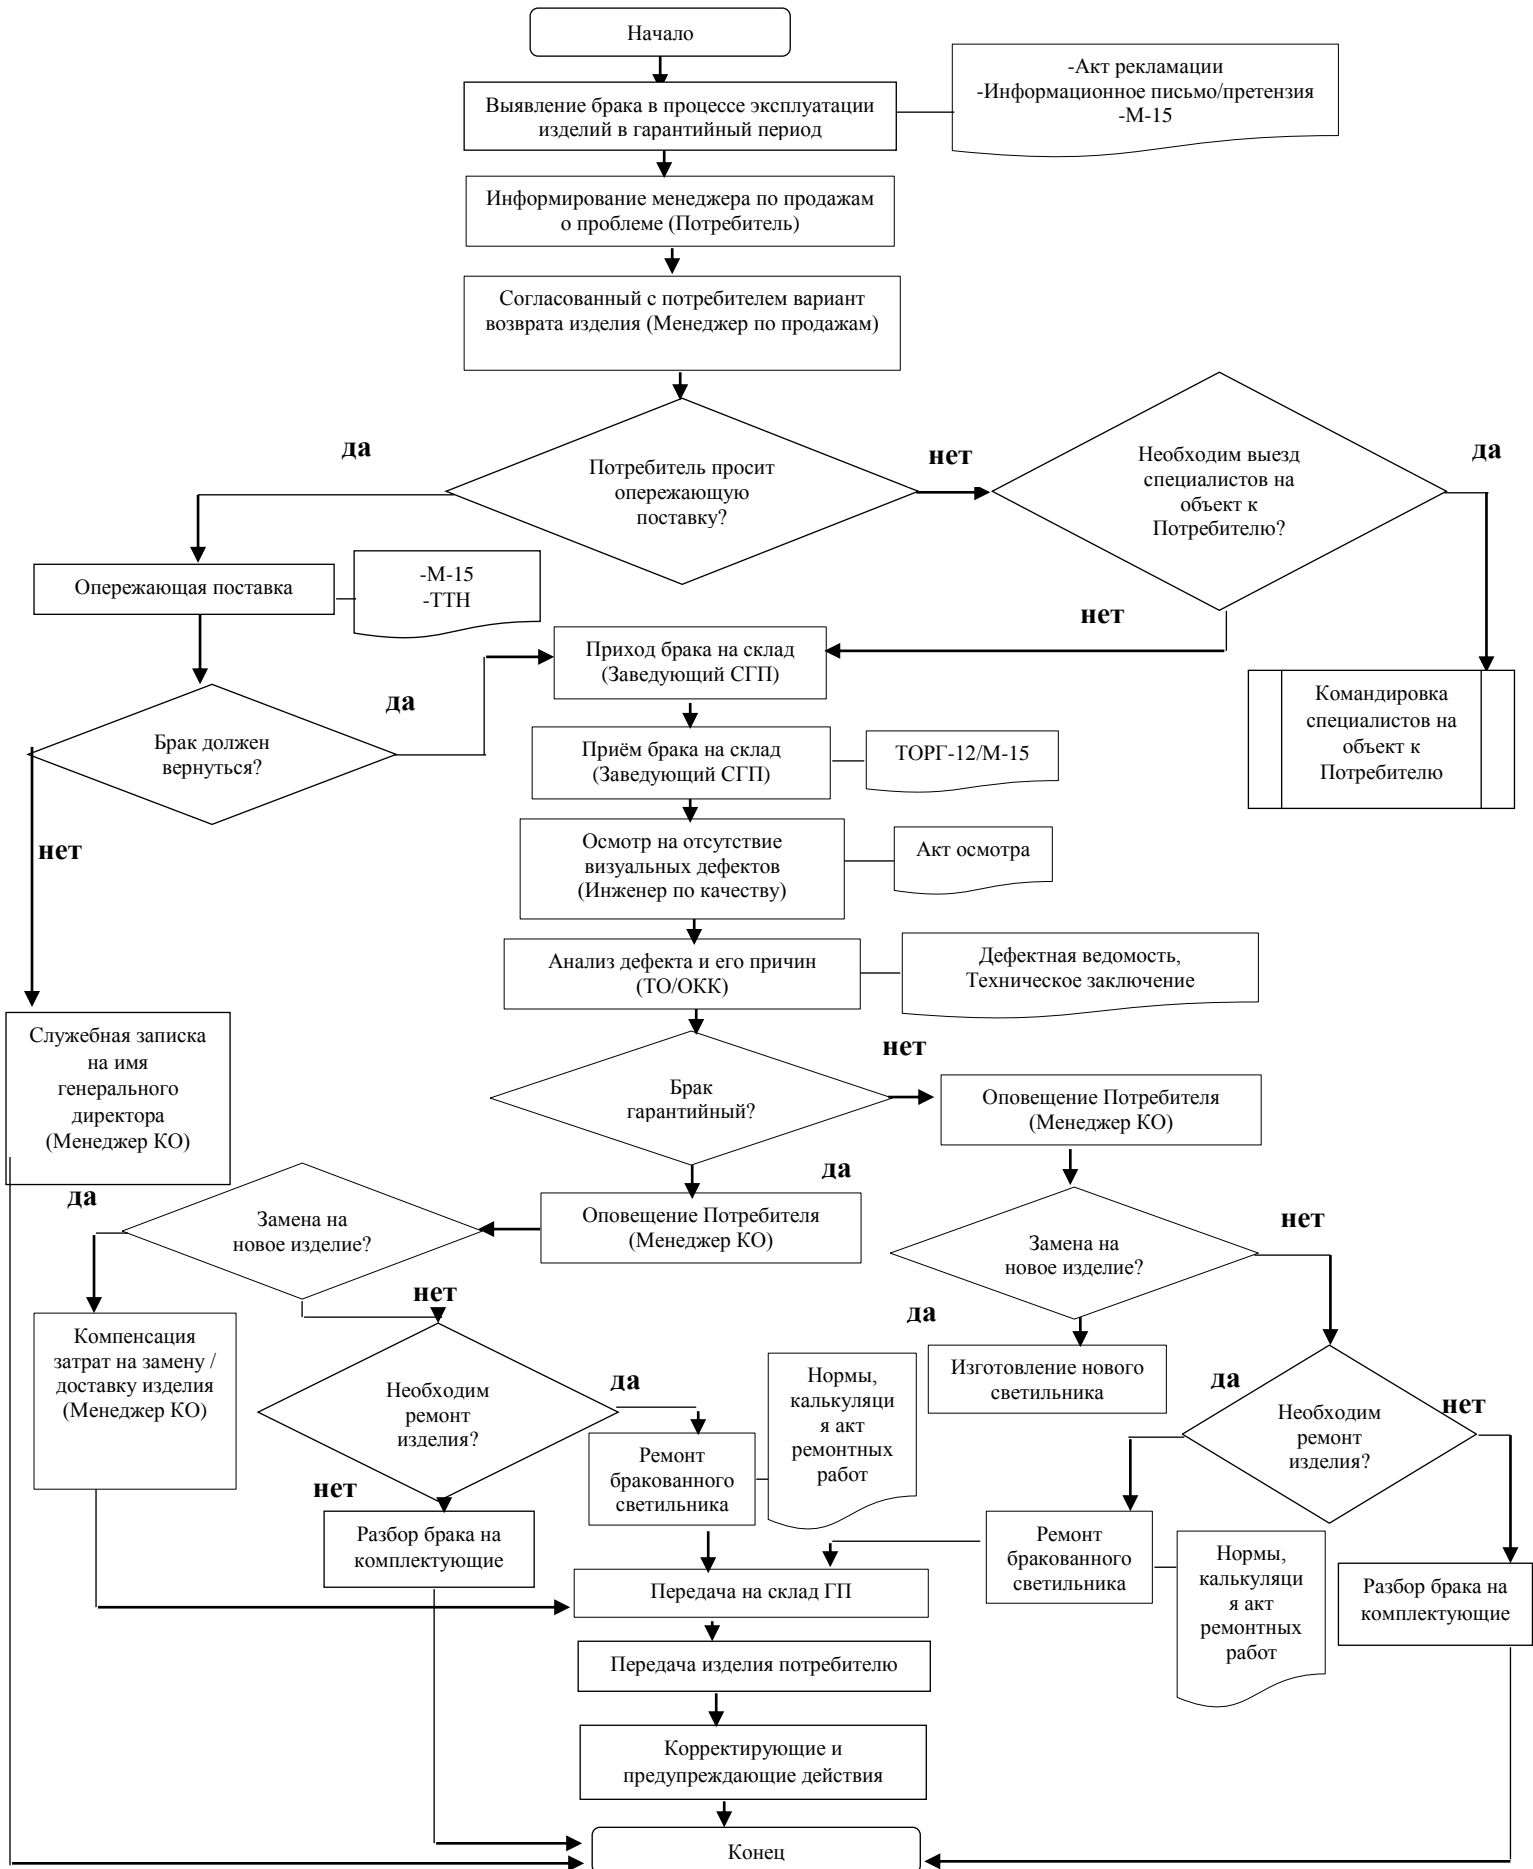 Начало
-Акт рекламации
-Информационное письмо/претензия
-М-15
Выявление брака в процессе эксплуатации
изделий в гарантийный период
Информирование менеджера по продажам
о проблеме (Потребитель)
Согласованный с потребителем вариант
возврата изделия (Менеджер по продажам)
да
Потребитель просит
опережающую
поставку?
нет
Необходим выезд
специалистов на
объект к
Потребителю?
да
Опережающая поставка
-М-15
-ТТН
нет
Приход брака на склад
(Заведующий СГП)
да
Брак должен
вернуться?
Командировка
специалистов на
объект к
Потребителю
Приём брака на склад
(Заведующий СГП)
ТОРГ-12/М-15
нет
Осмотр на отсутствие
визуальных дефектов
(Инженер по качеству)
Акт осмотра
Анализ дефекта и его причин
(ТО/ОКК)
Дефектная ведомость,
Техническое заключение
Служебная записка
на имя
генерального
директора
(Менеджер КО)
нет
Брак
гарантийный?
Оповещение Потребителя
(Менеджер КО)
да
да
Замена на
новое изделие?
Оповещение Потребителя
(Менеджер КО)
Замена на
новое изделие?
нет
нет
да
Компенсация
затрат на замену /
доставку изделия
(Менеджер КО)
Необходим
ремонт
изделия?
да
Нормы,
калькуляци
я акт
ремонтных
работ
Изготовление нового
светильника
да
Необходим
ремонт
изделия?
нет
нет
Ремонт
бракованного
светильника
Разбор брака на
комплектующие
Ремонт
бракованного
светильника
Нормы,
калькуляци
я акт
ремонтных
работ
Разбор брака на
комплектующие
Передача на склад ГП
Передача изделия потребителю
Корректирующие и
предупреждающие действия
Конец